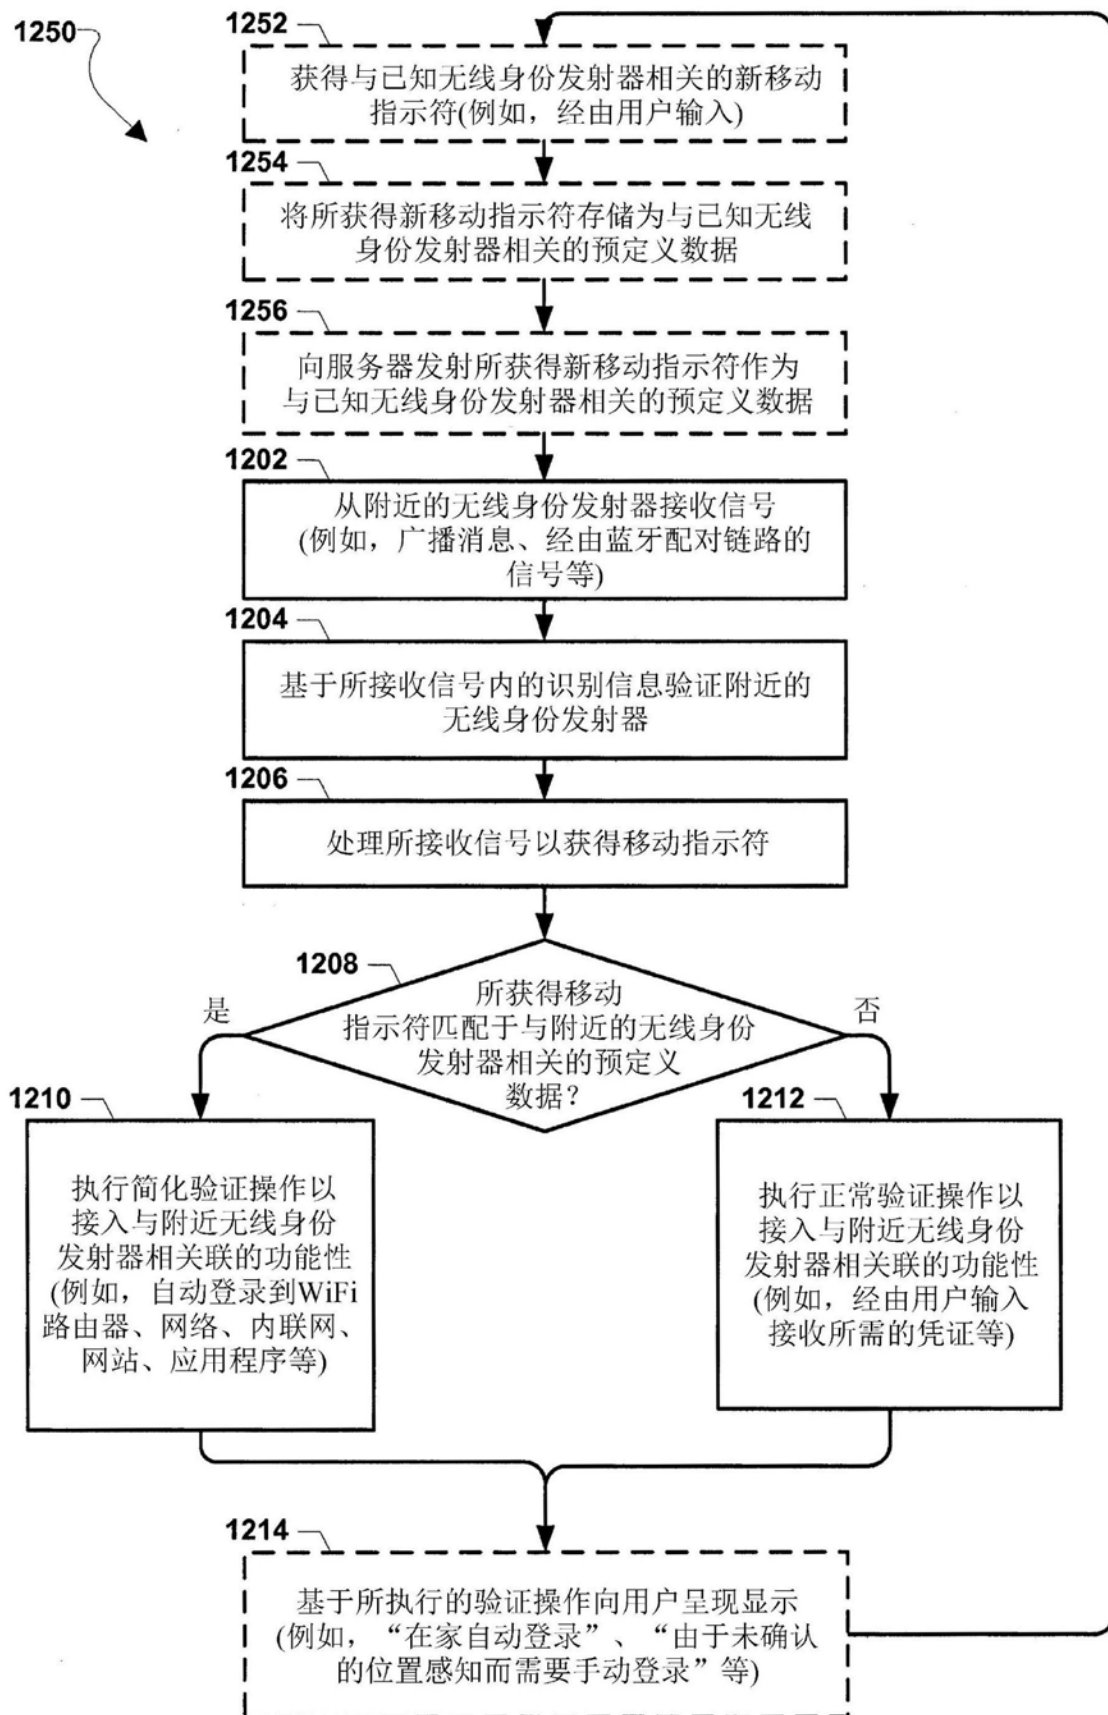 1250
1252
获得与已知无线身份发射器相关的新移动
指示符(例如，经由用户输入)
1254
将所获得新移动指示符存储为与已知无线
身份发射器相关的预定义数据
1256
向服务器发射所获得新移动指示符作为
与已知无线身份发射器相关的预定义数据
1202
从附近的无线身份发射器接收信号
(例如，广播消息、经由蓝牙配对链路的
信号等)
1204
基于所接收信号内的识别信息验证附近的
无线身份发射器
1206
处理所接收信号以获得移动指示符
1208
所获得移动
指示符匹配于与附近的无线身份
发射器相关的预定义
数据？
是
否
1210
执行简化验证操作以
接入与附近无线身份
发射器相关联的功能性
(例如，自动登录到WiFi
路由器、网络、内联网、
网站、应用程序等)
1212
执行正常验证操作以
接入与附近无线身份
发射器相关联的功能性
(例如，经由用户输入
接收所需的凭证等)
1214
基于所执行的验证操作向用户呈现显示
(例如，“在家自动登录”、“由于未确认
的位置感知而需要手动登录”等)